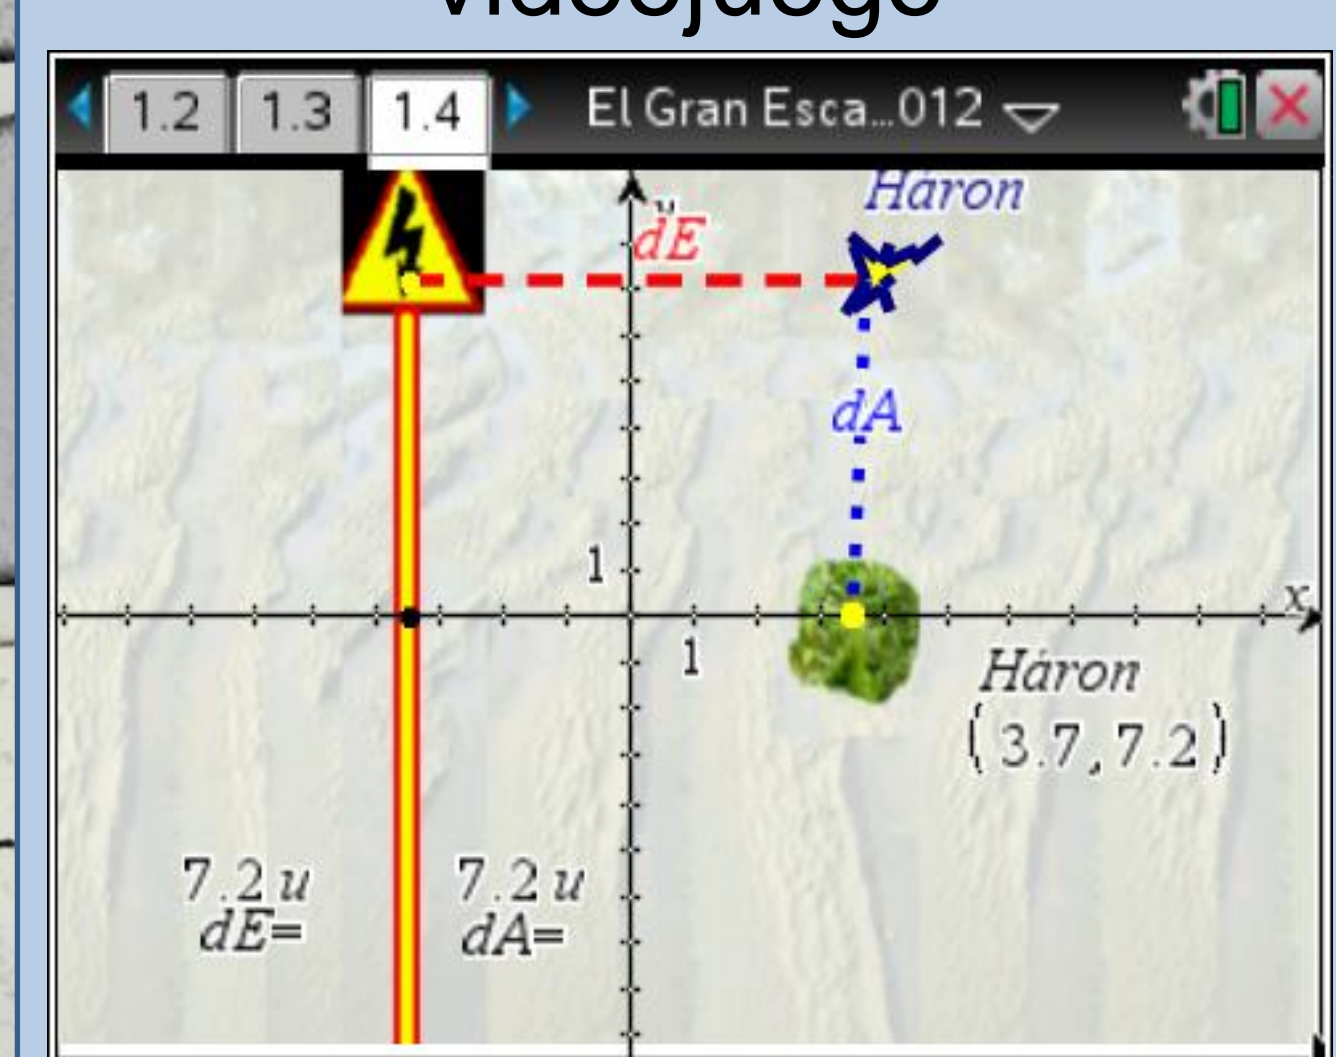 videojuego
1.2 1.3 1.4 El Gran Esca...012
Háron
dE
dA
1
x
1
Háron
(3.7,7.2)
7.2 u 7.2 u
dE= dA=